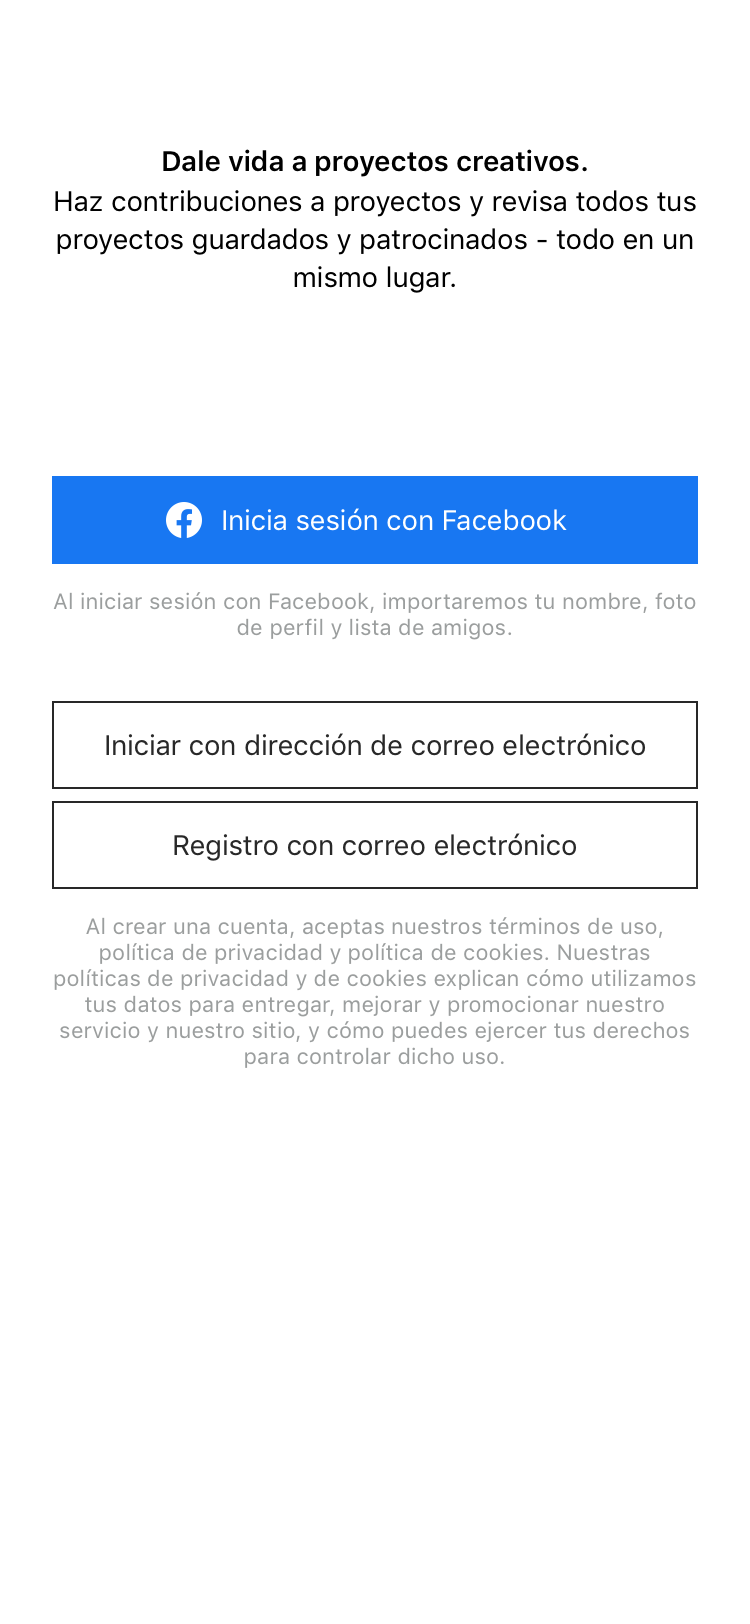 Dale vida a proyectos creativos.
Haz contribuciones a proyectos y revisa todos tus
proyectos guardados y patrocinados - todo en un
mismo lugar.
Inicia sesión con Facebook
Al iniciar sesión con Facebook, importaremos tu nombre, foto
de perfil y lista de amigos.
Iniciar con dirección de correo electrónico
Registro con correo electrónico
Al crear una cuenta, aceptas nuestros términos de uso,
política de privacidad y política de cookies. Nuestras
políticas de privacidad y de cookies explican cómo utilizamos
tus datos para entregar, mejorar y promocionar nuestro
servicio y nuestro sitio, y cómo puedes ejercer tus derechos
para controlar dicho uso.